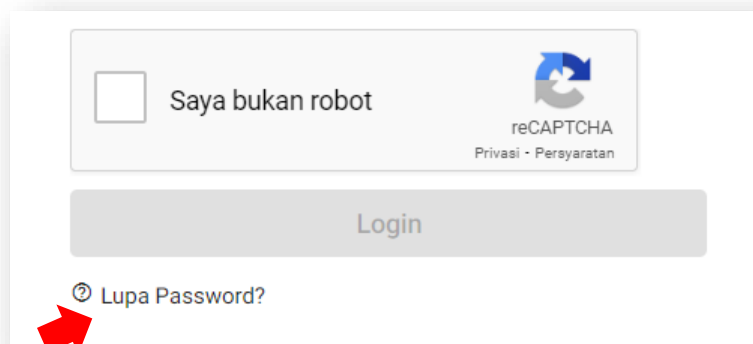 Saya bukan robot
reCAPTCHA
Privasi - Persyaratan
Login
Lupa Password?